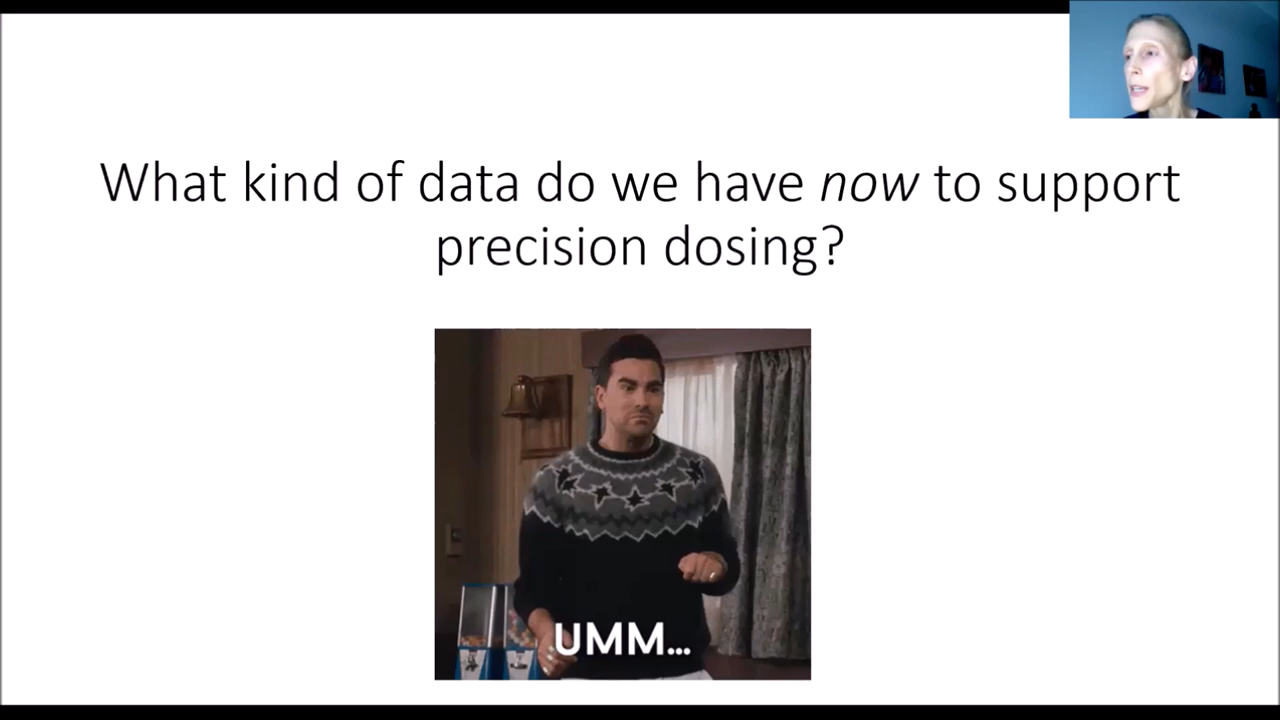 What kind of data do we have now to support
precision dosing?
UMM...